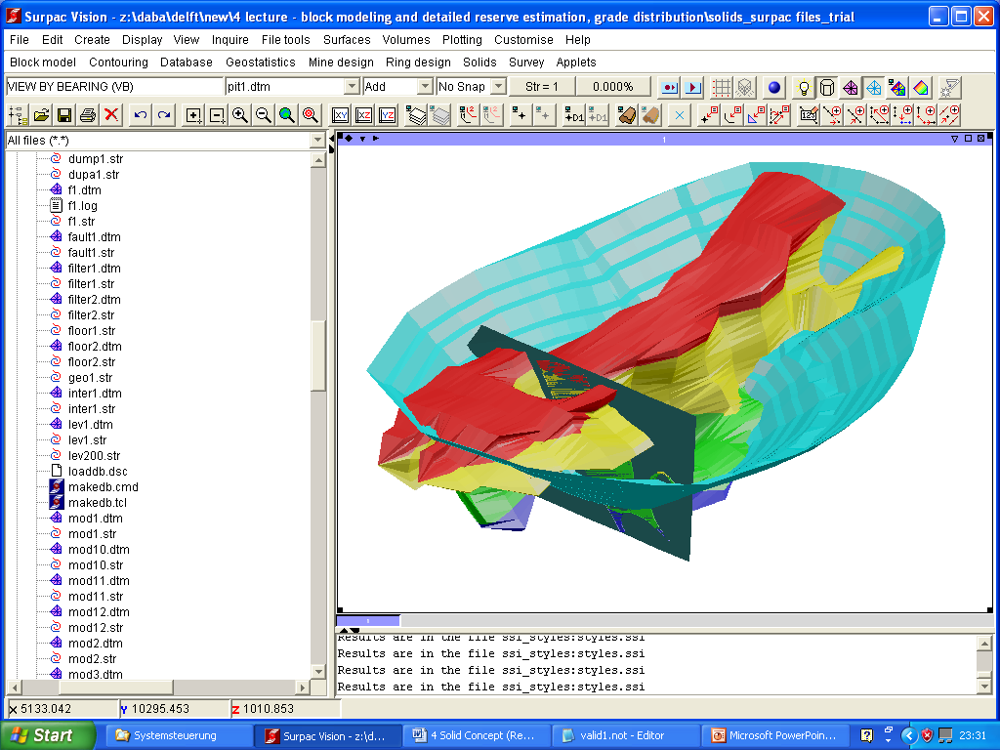 Surpac Vision - z:\daba\delft\new\4 lecture - block modeling and detailed reserve estimation, grade distribution\solids_surpac files_trial
File Edit Create Display View Inquire File tools Surfaces Volumes Plotting Customise Help
Block model Contouring Database Geostatistics Mine design Ring design Solids Survey Applets
VIEW BY BEARING (VB) pit1.dtm Add No Snap Str = 1 0.000%
XY XZ YZ D1 D1 123
All files (*.*)
1
dump1.str
dupa1.str
f1.dtm
f1.log
f1.str
fault1.dtm
fault1.str
filter1.dtm
filter1.str
filter2.dtm
filter2.str
floor1.str
floor2.dtm
floor2.str
geo1.str
inter1.dtm
inter1.str
lev1.dtm
lev1.str
lev200.str
loaddb.dsc
makedb.cmd
makedb.tcl
mod1.dtm
mod1.str
mod10.dtm
mod10.str
mod11.dtm
mod11.str
mod12.dtm
mod12.str
mod2.dtm
mod2.str
mod3.dtm
Results are in the file ssi_styles:styles.ssi
Results are in the file ssi_styles:styles.ssi
Results are in the file ssi_styles:styles.ssi
Results are in the file ssi_styles:styles.ssi
X 5133.042 Y 10295.453 Z 1010.853
Start Systemsteuerung Surpac Vision - z:\d... 4 Solid Concept (Re... valid1.not - Editor Microsoft PowerPoin... 23:31